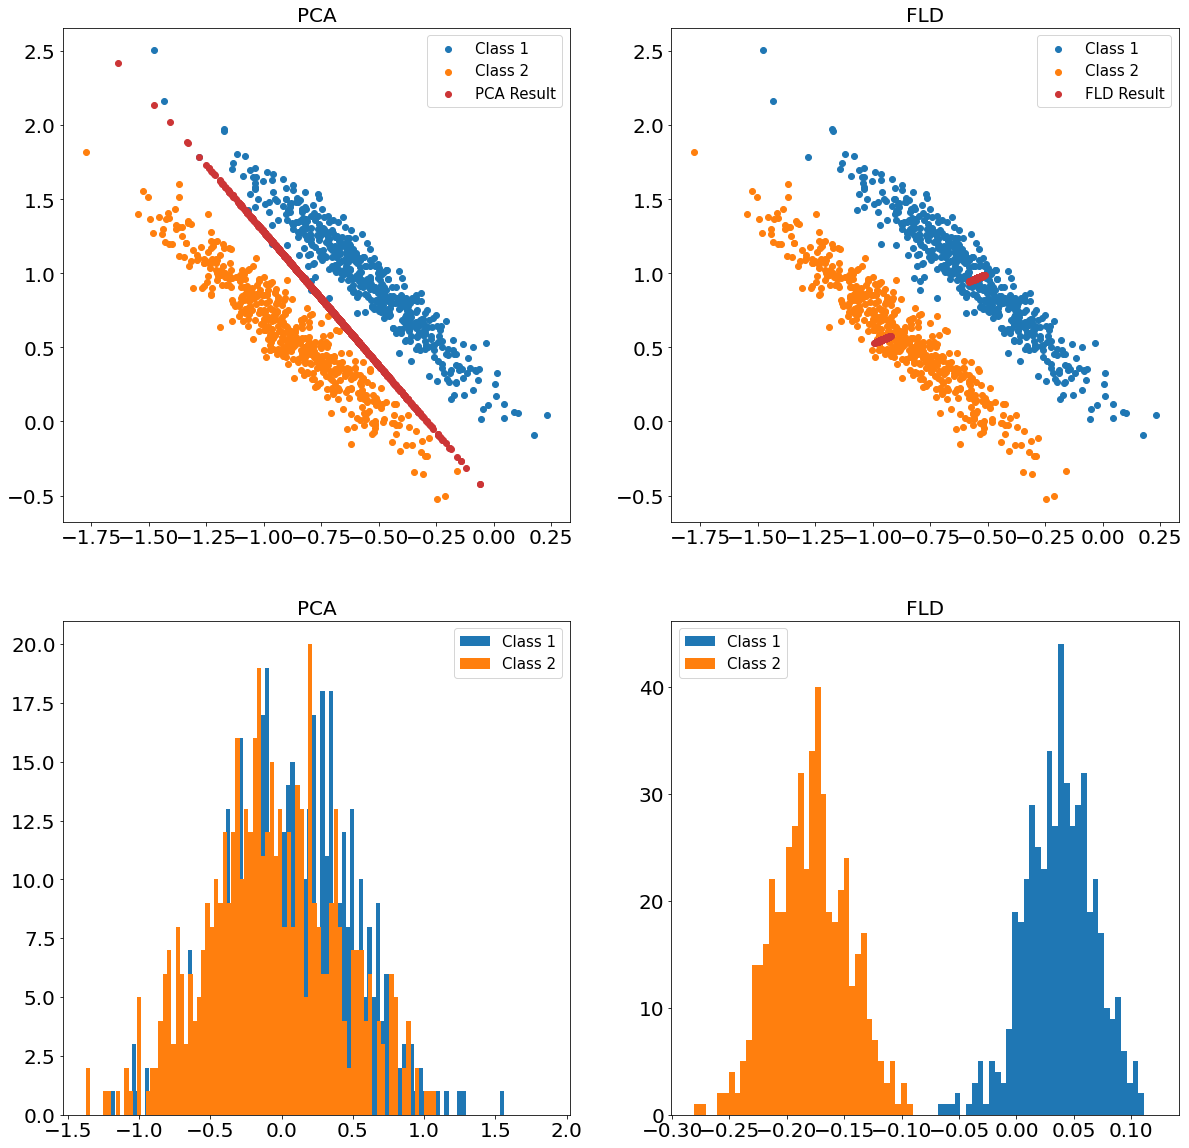 PCA
2.5
2.0
1.5
1.0
0.5
0.0
−0.5
−1.75 −1.50 −1.25 −1.00 −0.75 −0.50 −0.25 0.00 0.25
Class 1
Class 2
PCA Result
FLD
2.5
2.0
1.5
1.0
0.5
0.0
−0.5
−1.75 −1.50 −1.25 −1.00 −0.75 −0.50 −0.25 0.00 0.25
Class 1
Class 2
FLD Result
PCA
20.0
17.5
15.0
12.5
10.0
7.5
5.0
2.5
0.0
−1.5 −1.0 −0.5 0.0 0.5 1.0 1.5 2.0
Class 1
Class 2
FLD
40
30
20
10
0
−0.30 −0.25 −0.20 −0.15 −0.10 −0.05 0.00 0.05 0.10
Class 1
Class 2